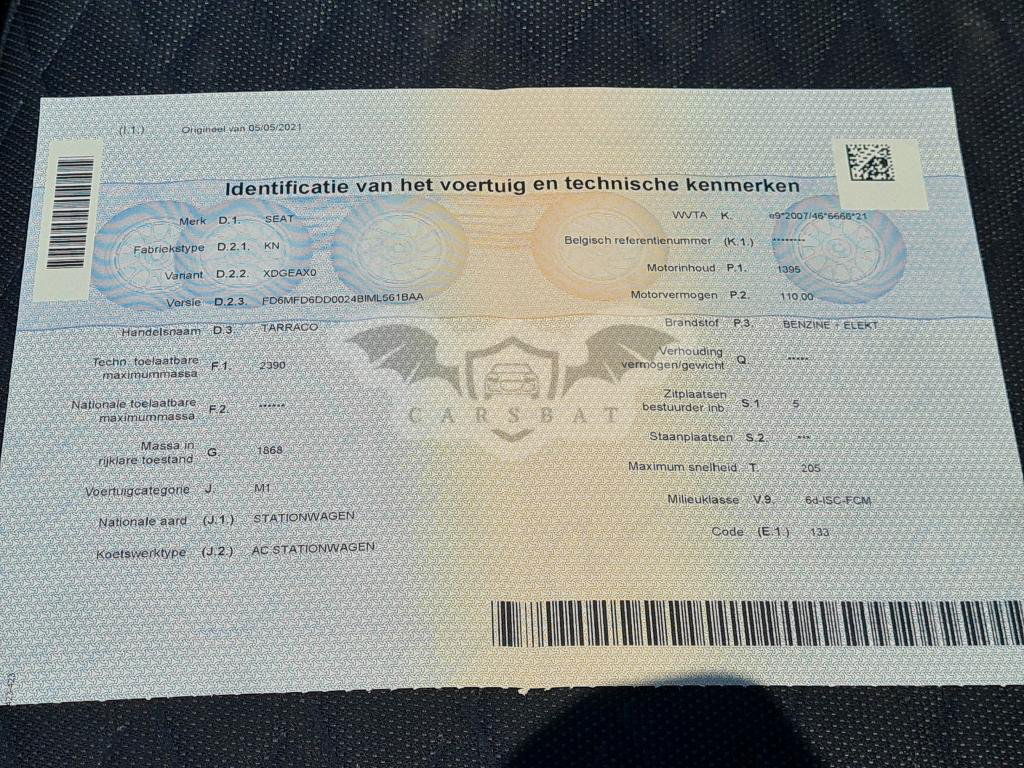 (I.1.) Origineel van 05/05/2021
Identificatie van het voertuig en technische kenmerken
Merk D.1. SEAT
Fabriekstype D.2.1. KN
Variant D.2.2. XDGEAX0
Versie D.2.3. FD6MFD6DD0024BIML561BAA
Handelsnaam D.3. TARRACO
Techn. toelaatbare
maximummassa F.1. 2390
Nationale toelaatbare
maximummassa F.2. ------
Massa in
rijklare toestand G. 1868
Voertuigcategorie J. M1
Nationale aard (J.1.) STATIONWAGEN
Koetswerktype (J.2.) AC STATIONWAGEN
WVTA K. e9*2007/46*6666*21
Belgisch referentienummer (K.1.) --------
Motorinhoud P.1. 1395
Motorvermogen P.2. 110,00
Brandstof P.3. BENZINE + ELEKT
Verhouding
vermogen/gewicht Q. -----
Zitplaatsen
bestuurder inb S.1 5
Staanplaatsen S.2. ---
Maximum snelheid T. 205
Milieuklasse V.9. 6d-ISC-FCM
Code (E.1.) 133
CARSBAT